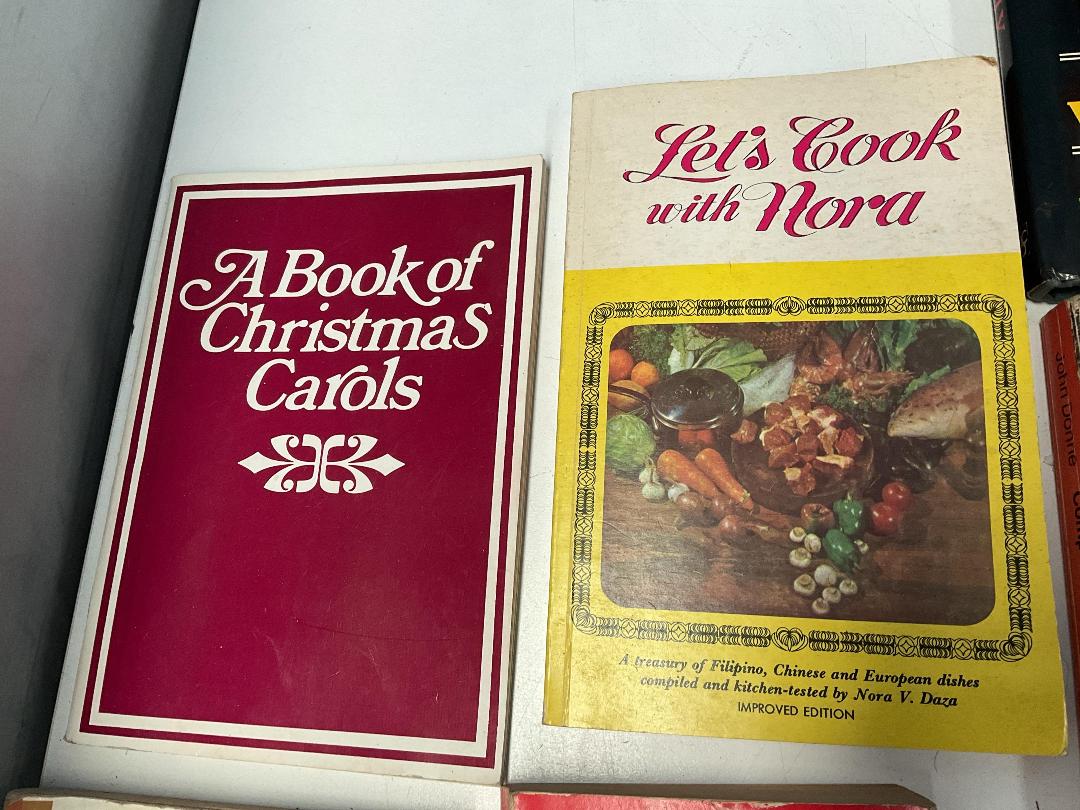 A Book of
Christmas
Carols
Let's Cook
with Nora
A treasury of Filipino, Chinese and European dishes
compiled and kitchen-tested by Nora V. Daza
IMPROVED EDITION
John Donne